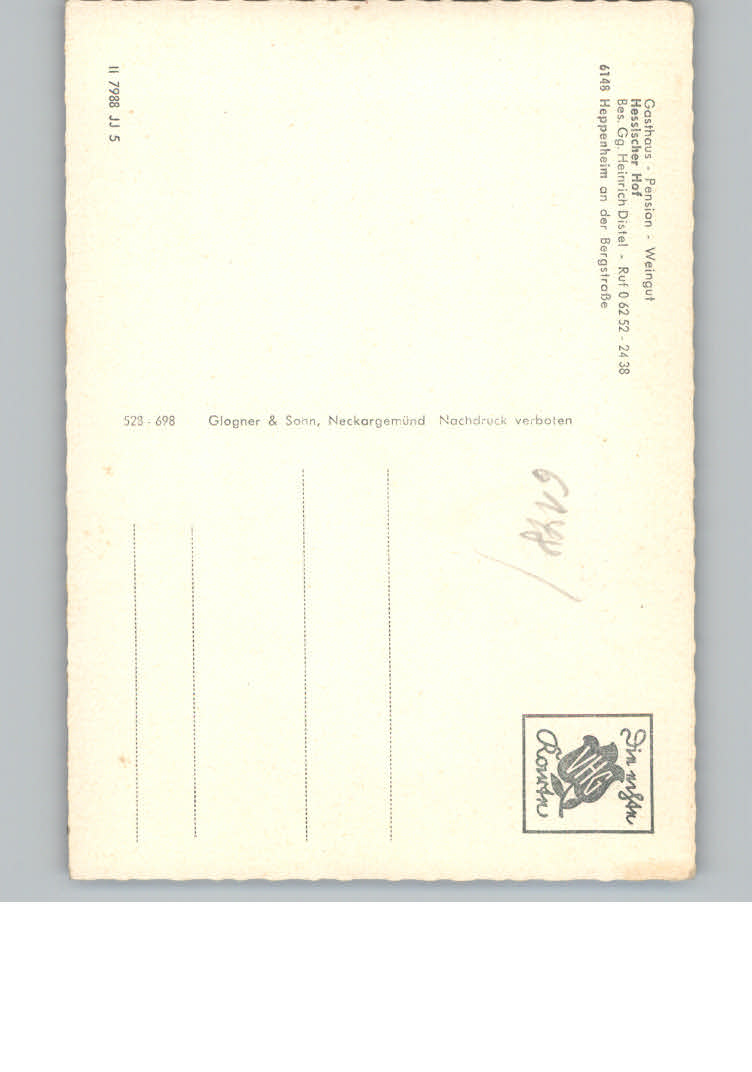 Gasthaus - Pension - Weingut
Hessischer Hof
Bes. Gg. Heinrich Distel - Ruf 0 62 52 - 24 38
6148 Heppenheim an der Bergstraße
II 7988 JJ 5
523 - 698 Glogner & Sohn, Neckargemünd Nachdruck verboten
VHG